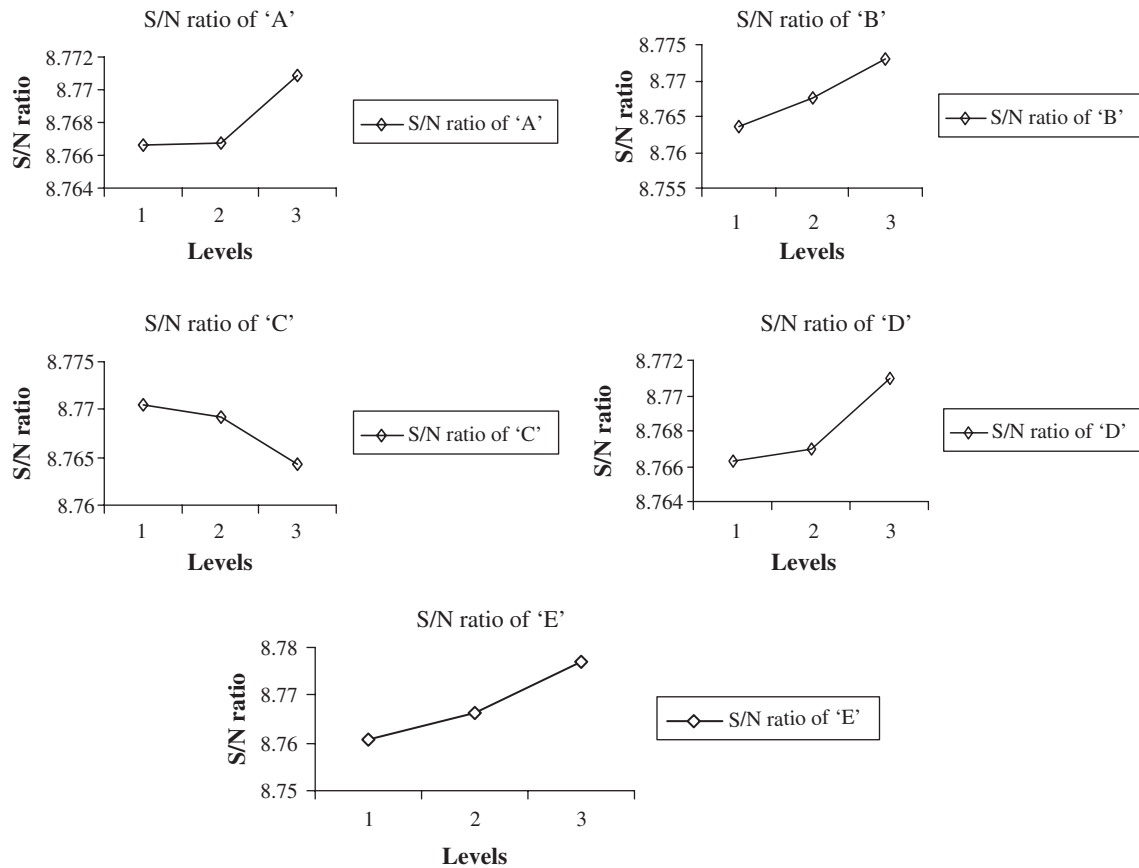 S/N ratio of ‘A’
8.772
8.77
8.768
8.766
8.764
S/N ratio
1 2 3
Levels
S/N ratio of ‘A’
S/N ratio of ‘B’
8.775
8.77
8.765
8.76
8.755
S/N ratio
1 2 3
Levels
S/N ratio of ‘B’
S/N ratio of ‘C’
8.775
8.77
8.765
8.76
S/N ratio
1 2 3
Levels
S/N ratio of ‘C’
S/N ratio of ‘D’
8.772
8.77
8.768
8.766
8.764
S/N ratio
1 2 3
Levels
S/N ratio of ‘D’
S/N ratio of ‘E’
8.78
8.77
8.76
8.75
S/N ratio
1 2 3
Levels
S/N ratio of ‘E’